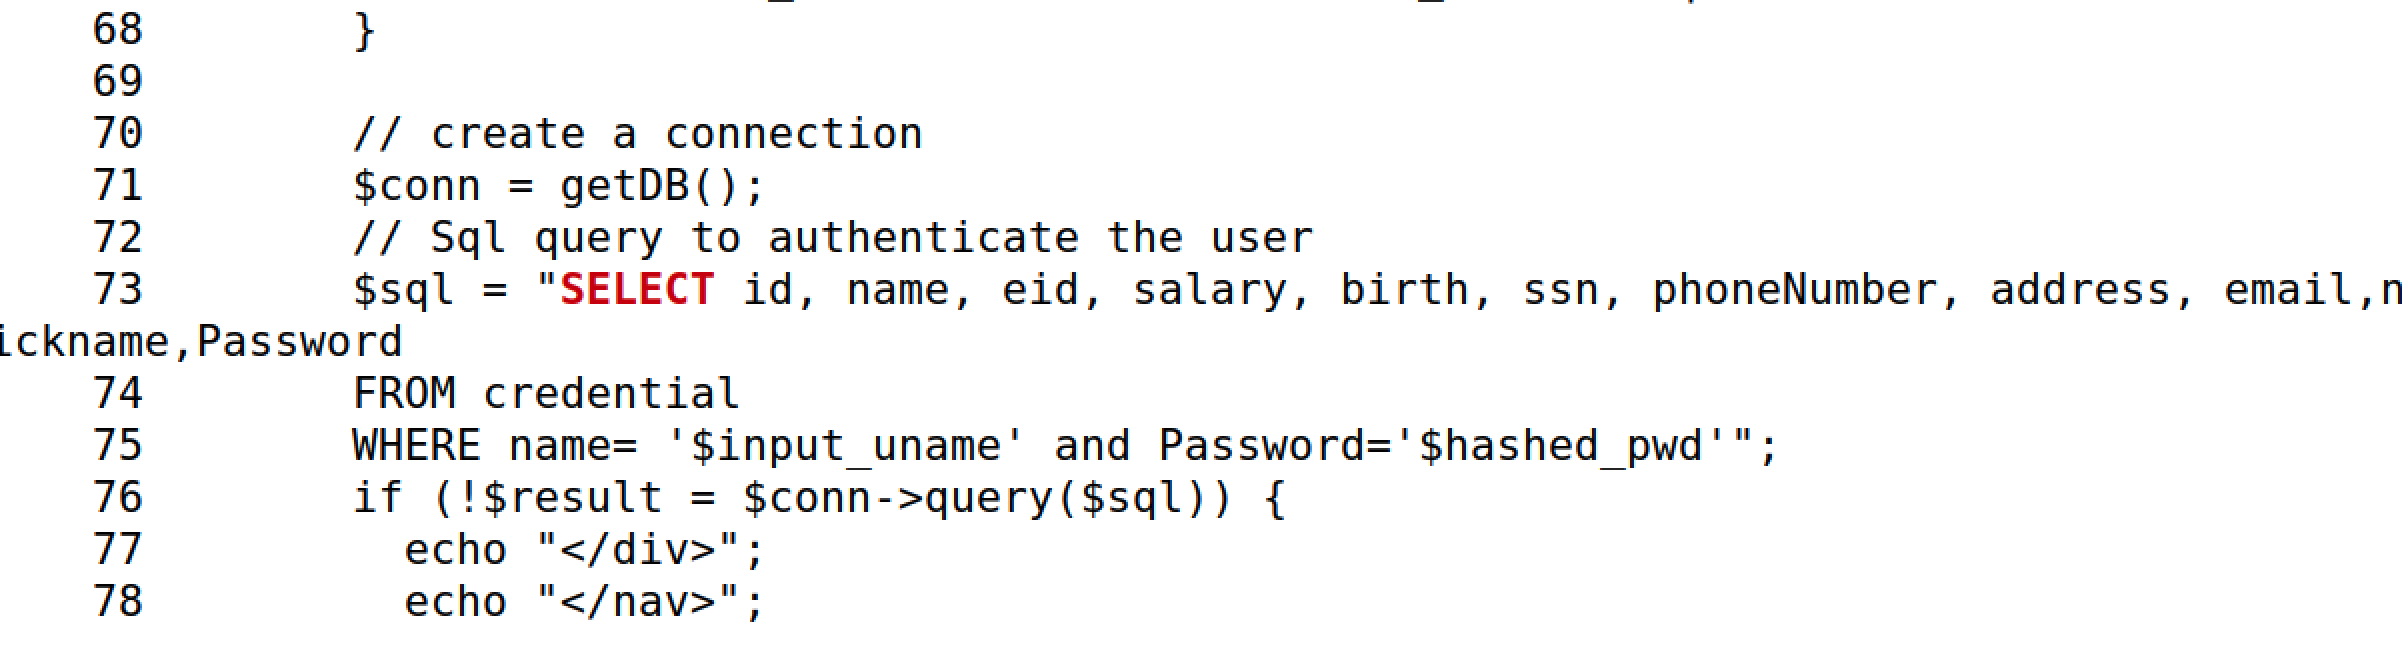 68 }
69
70 // create a connection
71 $conn = getDB();
72 // Sql query to authenticate the user
73 $sql = "SELECT id, name, eid, salary, birth, ssn, phoneNumber, address, email,n
ickname,Password
74 FROM credential
75 WHERE name= '$input_uname' and Password='$hashed_pwd'";
76 if (!$result = $conn->query($sql)) {
77 echo "</div>";
78 echo "</nav>";